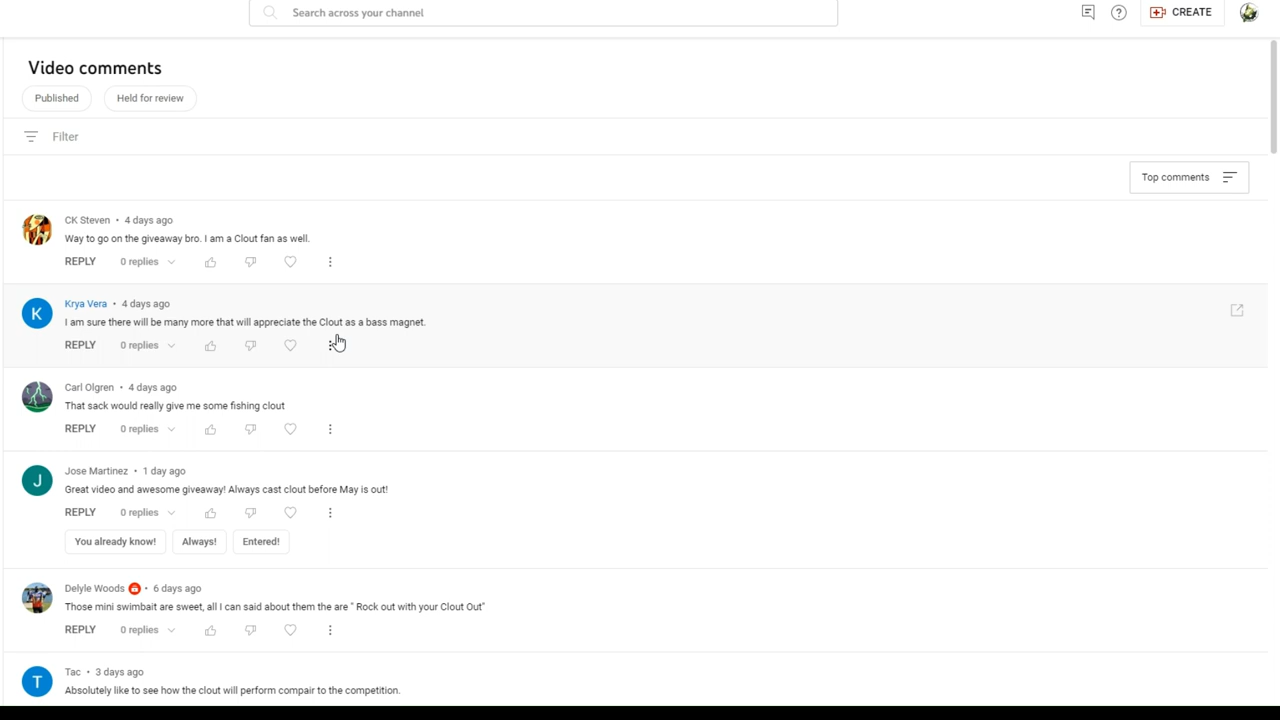 Search across your channel
CREATE
Video comments
Published
Held for review
Filter
Top comments
CK Steven • 4 days ago
Way to go on the giveaway bro. I am a Clout fan as well.
REPLY 0 replies
K
Krya Vera • 4 days ago
I am sure there will be many more that will appreciate the Clout as a bass magnet.
REPLY 0 replies
Carl Olgren • 4 days ago
That sack would really give me some fishing clout
REPLY 0 replies
J
Jose Martinez • 1 day ago
Great video and awesome giveaway! Always cast clout before May is out!
REPLY 0 replies
You already know! Always! Entered!
Delyle Woods • 6 days ago
Those mini swimbait are sweet, all I can said about them the are " Rock out with your Clout Out"
REPLY 0 replies
T
Tac • 3 days ago
Absolutely like to see how the clout will perform compair to the competition.